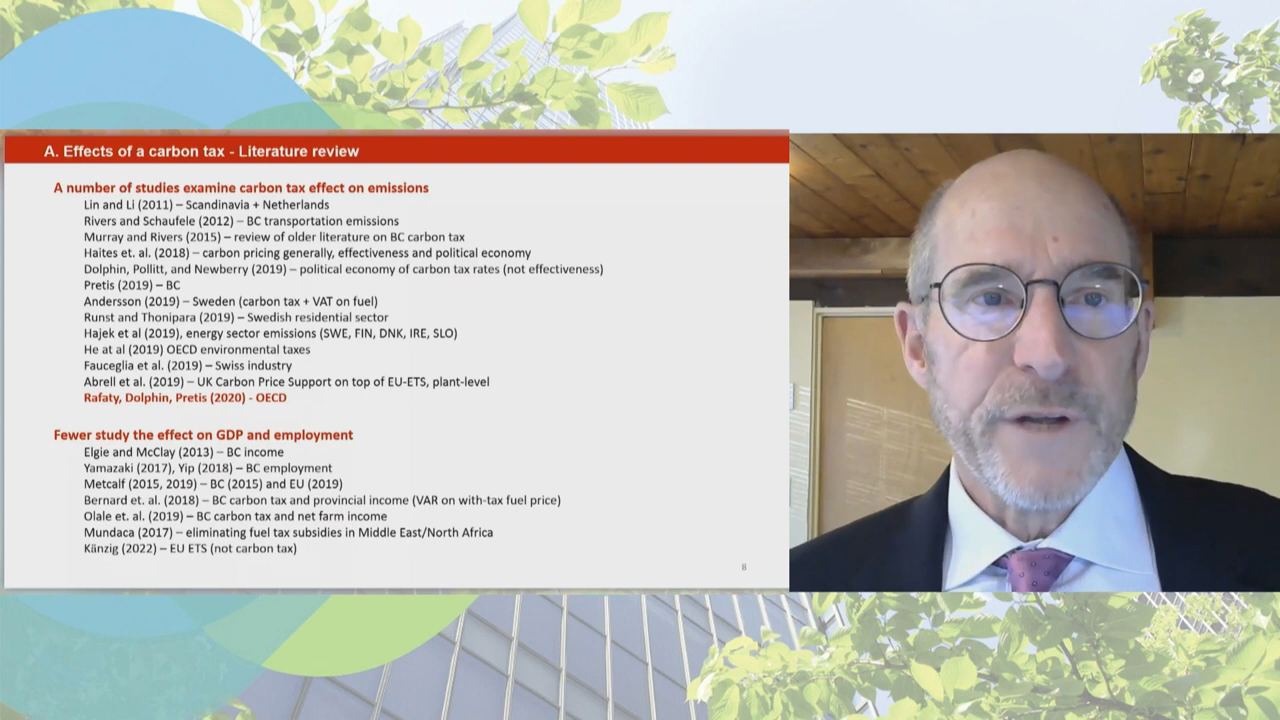 A. Effects of a carbon tax - Literature review
A number of studies examine carbon tax effect on emissions
Lin and Li (2011) – Scandinavia + Netherlands
Rivers and Schaufele (2012) – BC transportation emissions
Murray and Rivers (2015) – review of older literature on BC carbon tax
Haites et. al. (2018) – carbon pricing generally, effectiveness and political economy
Dolphin, Pollitt, and Newberry (2019) – political economy of carbon tax rates (not effectiveness)
Pretis (2019) – BC
Andersson (2019) – Sweden (carbon tax + VAT on fuel)
Runst and Thonipara (2019) – Swedish residential sector
Hajek et al (2019), energy sector emissions (SWE, FIN, DNK, IRE, SLO)
He at al (2019) OECD environmental taxes
Fauceglia et al. (2019) – Swiss industry
Abrell et al. (2019) – UK Carbon Price Support on top of EU-ETS, plant-level
Rafaty, Dolphin, Pretis (2020) - OECD
Fewer study the effect on GDP and employment
Elgie and McClay (2013) – BC income
Yamazaki (2017), Yip (2018) – BC employment
Metcalf (2015, 2019) – BC (2015) and EU (2019)
Bernard et. al. (2018) – BC carbon tax and provincial income (VAR on with-tax fuel price)
Olale et. al. (2019) – BC carbon tax and net farm income
Mundaca (2017) – eliminating fuel tax subsidies in Middle East/North Africa
Känzig (2022) – EU ETS (not carbon tax)
8